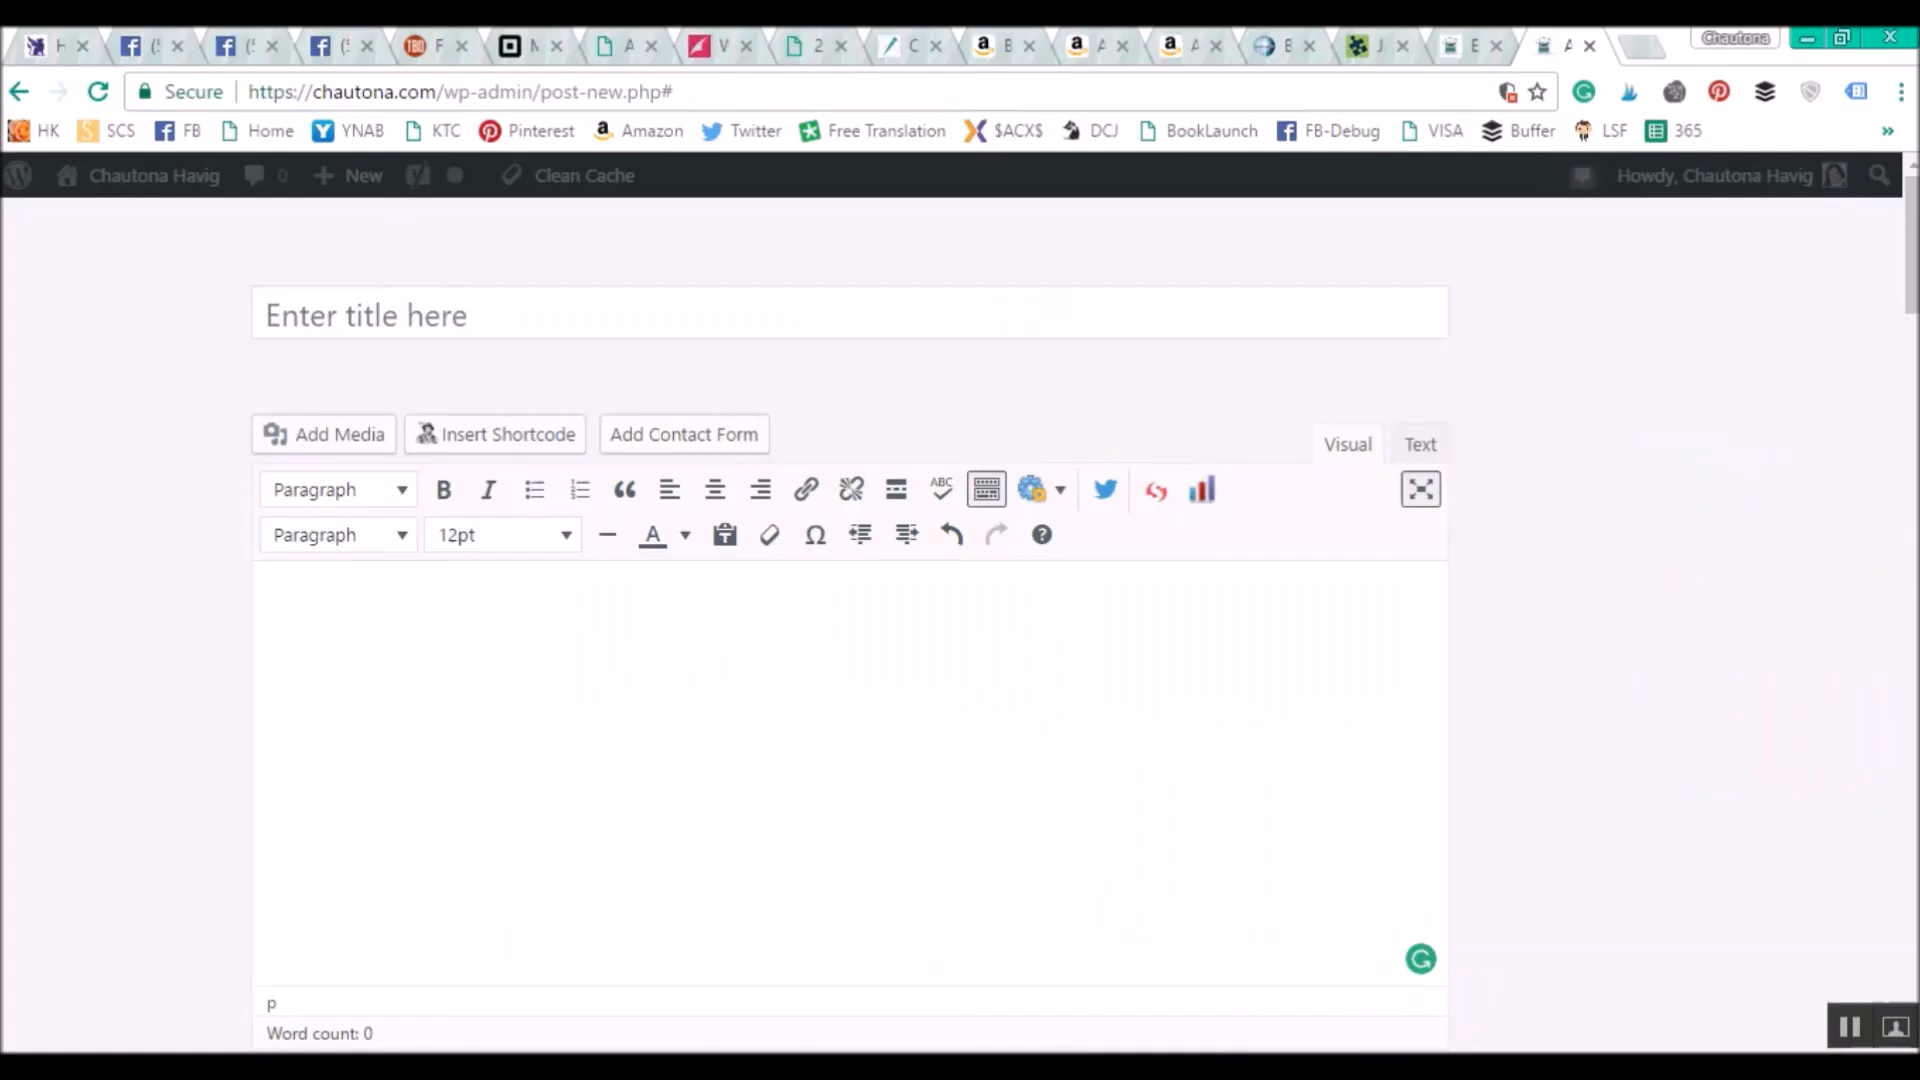 H
(
(
(
F
M
A
V
2
C
B
A
A
B
J
E
A
Chautona
Secure https://chautona.com/wp-admin/post-new.php#
HK SCS FB Home YNAB KTC Pinterest Amazon Twitter Free Translation $ACX$ DCJ BookLaunch FB-Debug VISA Buffer LSF 365 »
Chautona Havig 0 New Clean Cache Howdy, Chautona Havig
Enter title here
Add Media Insert Shortcode Add Contact Form Visual Text
Paragraph B I ABC
Paragraph 12pt A Ω
p
Word count: 0